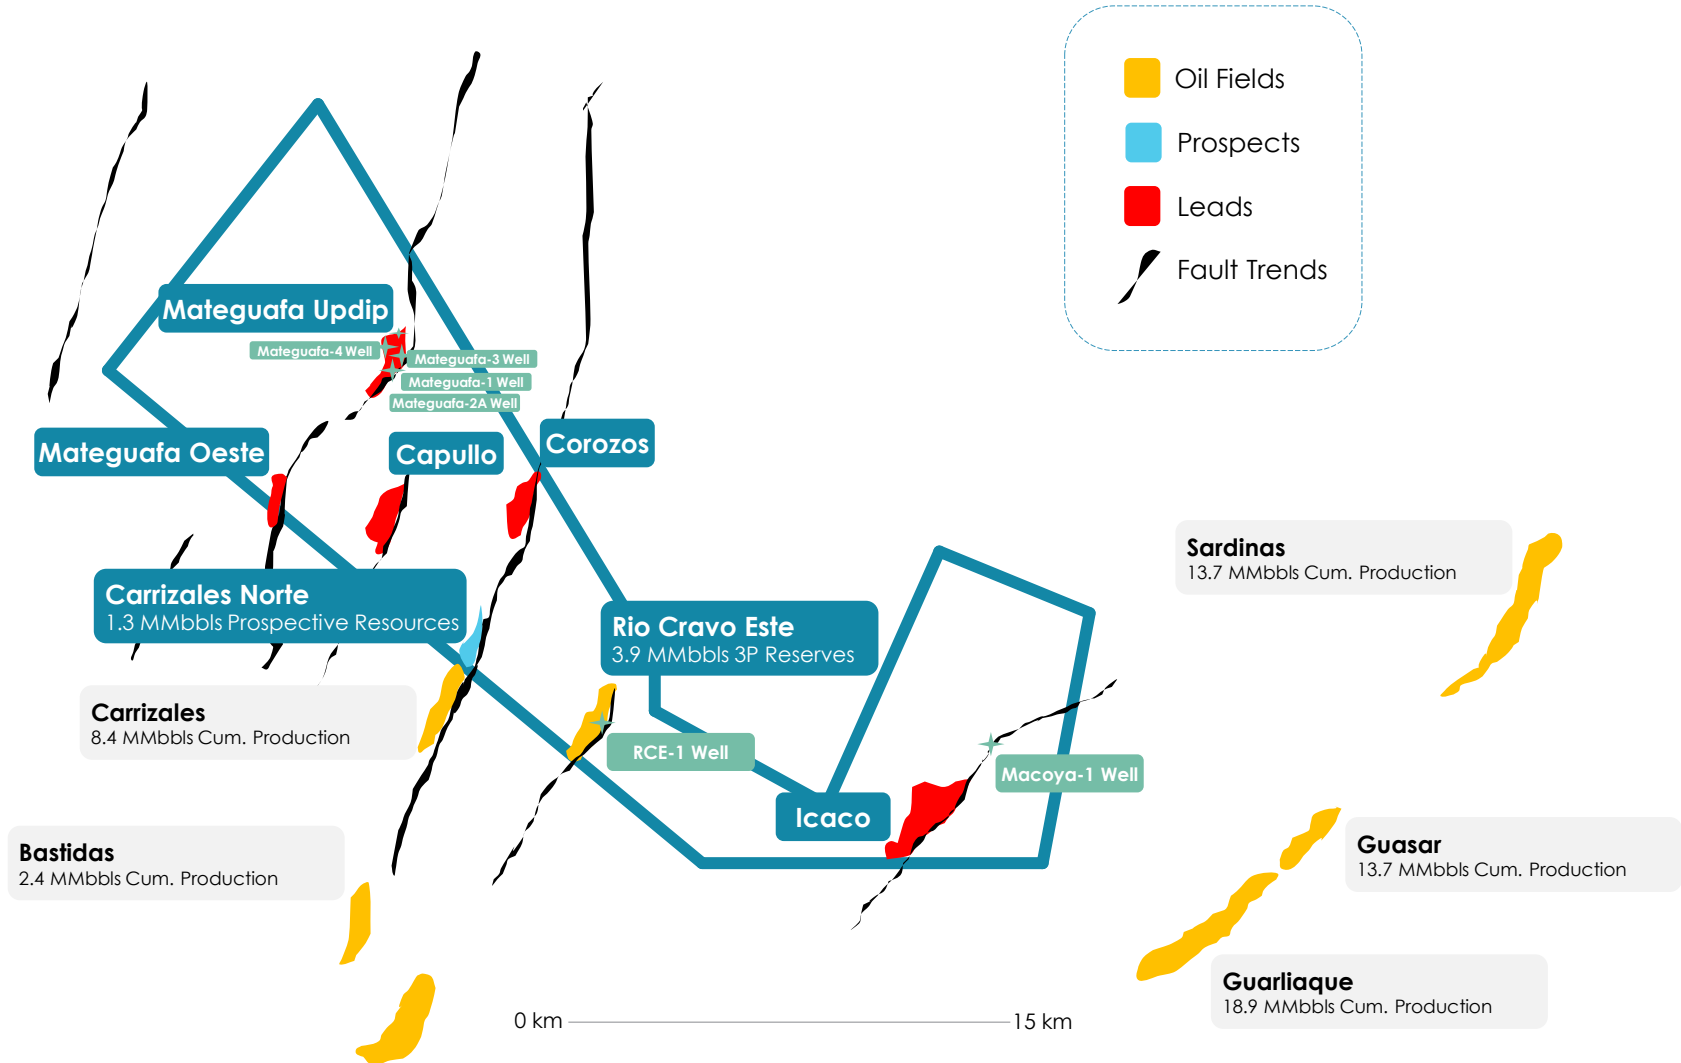 Oil Fields
Prospects
Leads
Fault Trends
Mateguafa Updip
Mateguafa-4 Well
Mateguafa-3 Well
Mateguafa-1 Well
Mateguafa-2A Well
Mateguafa Oeste
Capullo
Corozos
Carrizales Norte
1.3 MMbbls Prospective Resources
Rio Cravo Este
3.9 MMbbls 3P Reserves
Sardinas
13.7 MMbbls Cum. Production
Carrizales
8.4 MMbbls Cum. Production
RCE-1 Well
Macoya-1 Well
Icaco
Bastidas
2.4 MMbbls Cum. Production
Guasar
13.7 MMbbls Cum. Production
Guarliaque
18.9 MMbbls Cum. Production
0 km
15 km